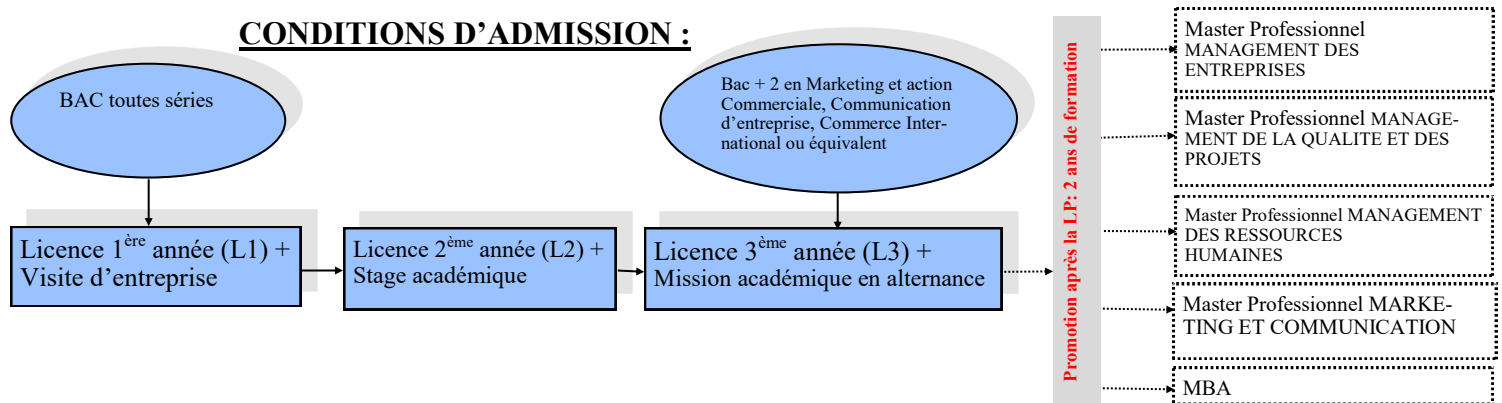 CONDITIONS D’ADMISSION :
BAC toutes séries
Bac + 2 en Marketing et action
Commerciale, Communication
d’entreprise, Commerce Inter-
national ou équivalent
Licence 1ère année (L1) +
Visite d’entreprise
Licence 2ème année (L2) +
Stage académique
Licence 3ème année (L3) +
Mission académique en alternance
Promotion après la LP: 2 ans de formation
Master Professionnel
MANAGEMENT DES
ENTREPRISES
Master Professionnel MANAGE-
MENT DE LA QUALITE ET DES
PROJETS
Master Professionnel MANAGEMENT
DES RESSOURCES
HUMAINES
Master Professionnel MARKE-
TING ET COMMUNICATION
MBA